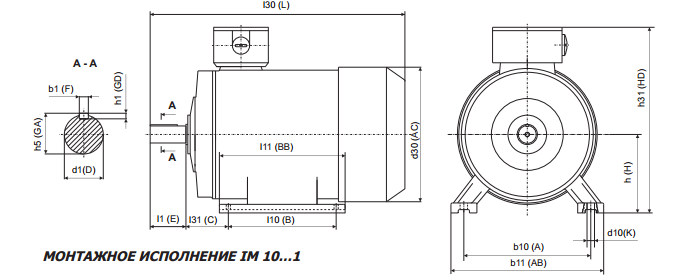 l30 (L)
A - A
b1 (F)
h1 (GD)
h5 (GA)
d1(D)
A
A
l11 (BB)
d30 (AC)
l1 (E)
l31 (C)
l10 (B)
h31 (HD)
h (H)
d10(K)
b10 (A)
b11 (AB)
МОНТАЖНОЕ ИСПОЛНЕНИЕ IM 10...1